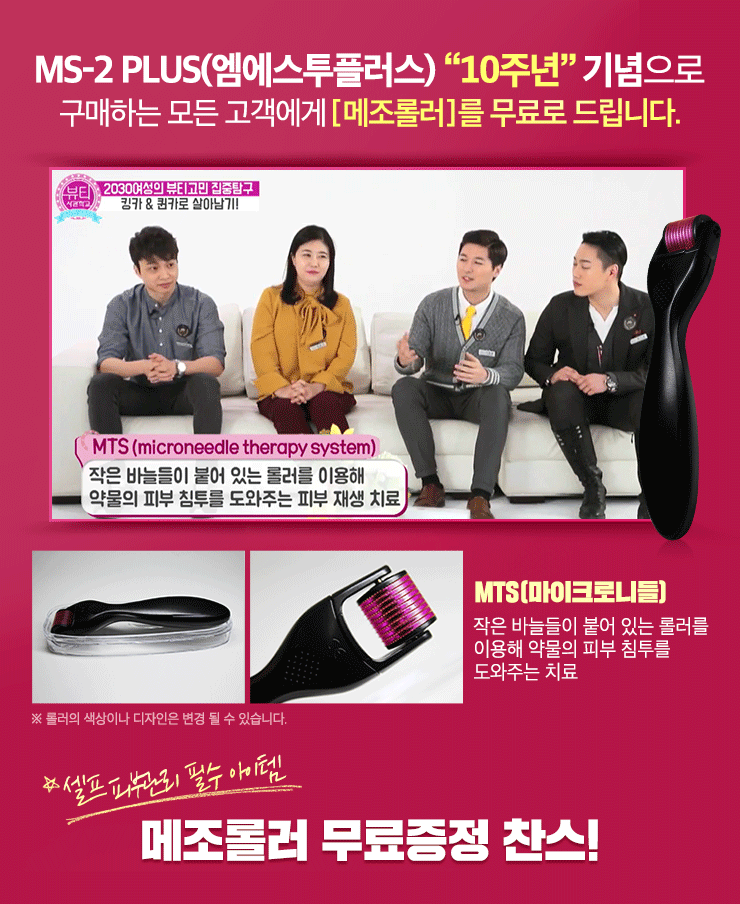 MS-2 PLUS(엠에스투플러스) “10주년” 기념으로
구매하는 모든 고객에게 [메조롤러]를 무료로 드립니다.
뷰티
2030여성의 뷰티고민 집중탐구
킹카 & 퀸카로 살아남기!
MTS (microneedle therapy system)
작은 바늘들이 붙어 있는 롤러를 이용해
약물의 피부 침투를 도와주는 피부 재생 치료
MTS(마이크로니들)
작은 바늘들이 붙어 있는 롤러를
이용해 약물의 피부 침투를
도와주는 치료
※ 롤러의 색상이나 디자인은 변경 될 수 있습니다.
☆셀프 피부관리 필수 아이템
메조롤러 무료증정 찬스!